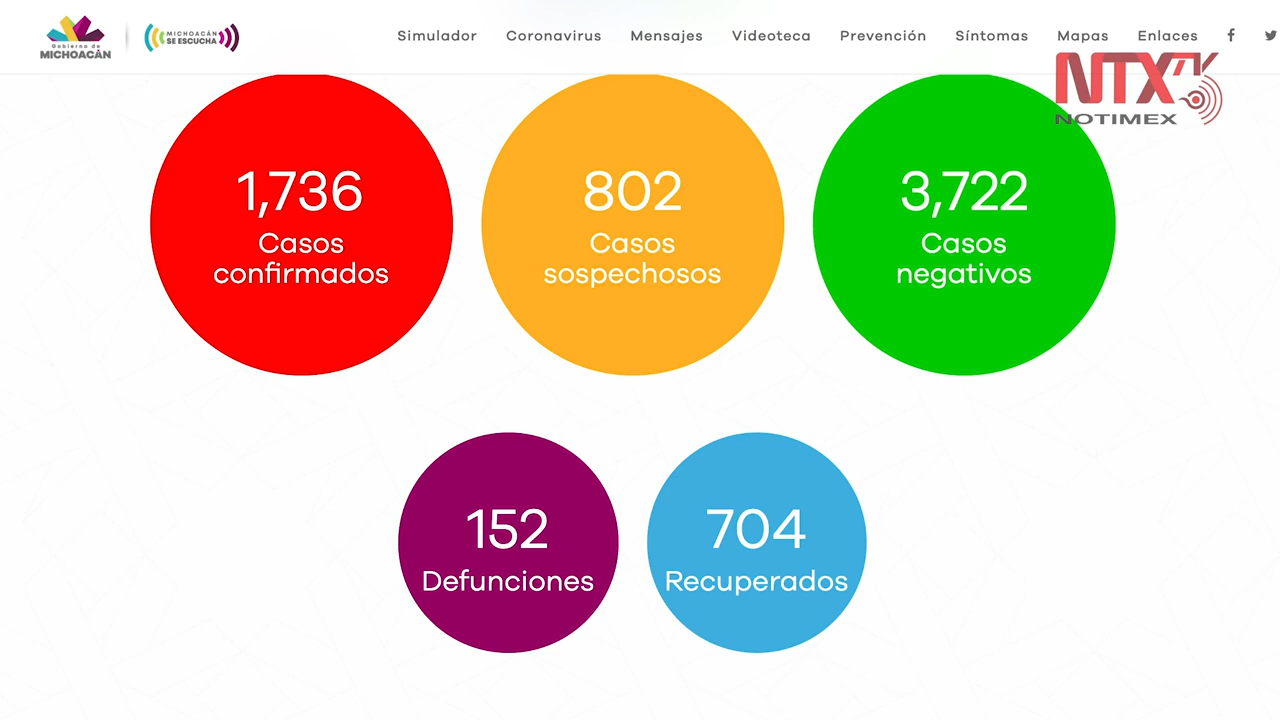 Gobierno de
MICHOACÁN
MICHOACÁN
SE ESCUCHA
Simulador Coronavirus Mensajes Videoteca Prevención Síntomas Mapas Enlaces
NTX TV
NOTIMEX
1,736
Casos
confirmados
802
Casos
sospechosos
3,722
Casos
negativos
152
Defunciones
704
Recuperados